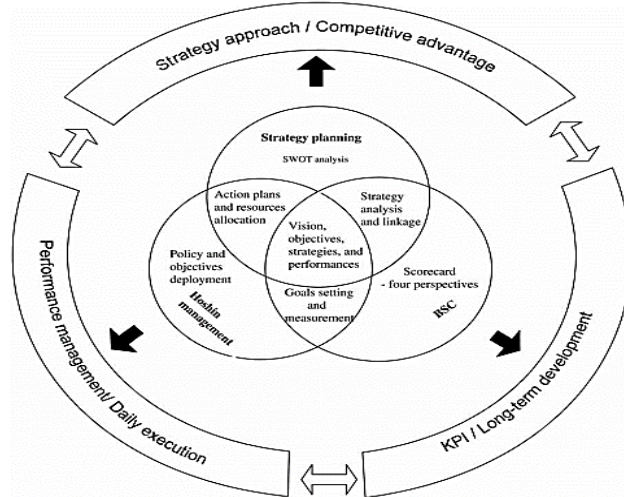 Strategy approach / Competitive advantage
Strategy planning
SWOT analysis
Action plans
and resources
allocation
Strategy
analysis
and linkage
Vision,
objectives,
strategies, and
performances
Policy and
objectives
deployment
Hoshin
management
Goals setting
and
measurement
Scorecard
- four perspectives
BSC
Performance management/ Daily execution
KPI / Long-term development